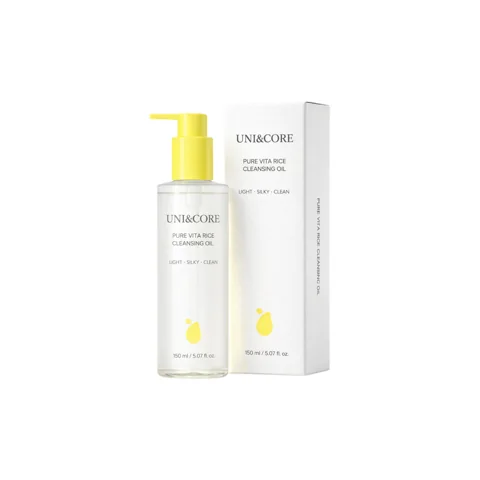 UNI&CORE
PURE VITA RICE
CLEANSING OIL
LIGHT · SILKY · CLEAN
150 ml / 5.07 fl. oz.
UNI&CORE
PURE VITA RICE
CLEANSING OIL
LIGHT · SILKY · CLEAN
150 ml / 5.07 fl. oz.
PURE VITA RICE CLEANSING OIL